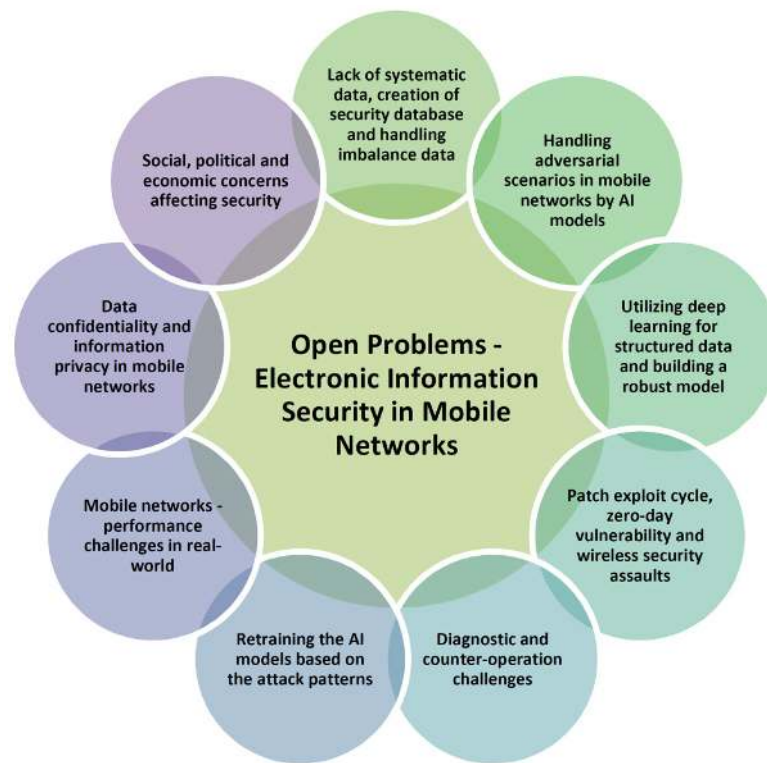 Lack of systematic
data, creation of
security database
and handling
imbalance data
Handling
adversarial
scenarios in mobile
networks by AI
models
Utilizing deep
learning for
structured data
and building a
robust model
Patch exploit cycle,
zero-day
vulnerability and
wireless security
assaults
Diagnostic and
counter-operation
challenges
Retraining the AI
models based on
the attack patterns
Mobile networks -
performance
challenges in real-
world
Data
confidentiality and
information
privacy in mobile
networks
Social, political and
economic concerns
affecting security
Open Problems -
Electronic Information
Security in Mobile
Networks